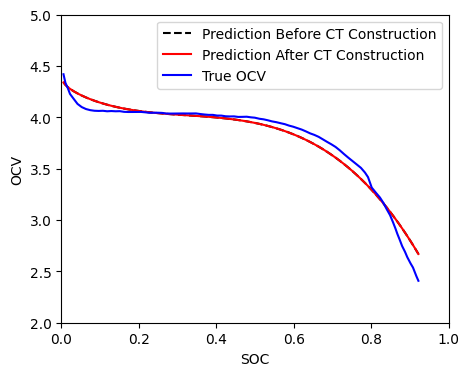 Prediction Before CT Construction
Prediction After CT Construction
True OCV
5.0
4.5
4.0
3.5
3.0
2.5
2.0
OCV
0.0 0.2 0.4 0.6 0.8 1.0
SOC